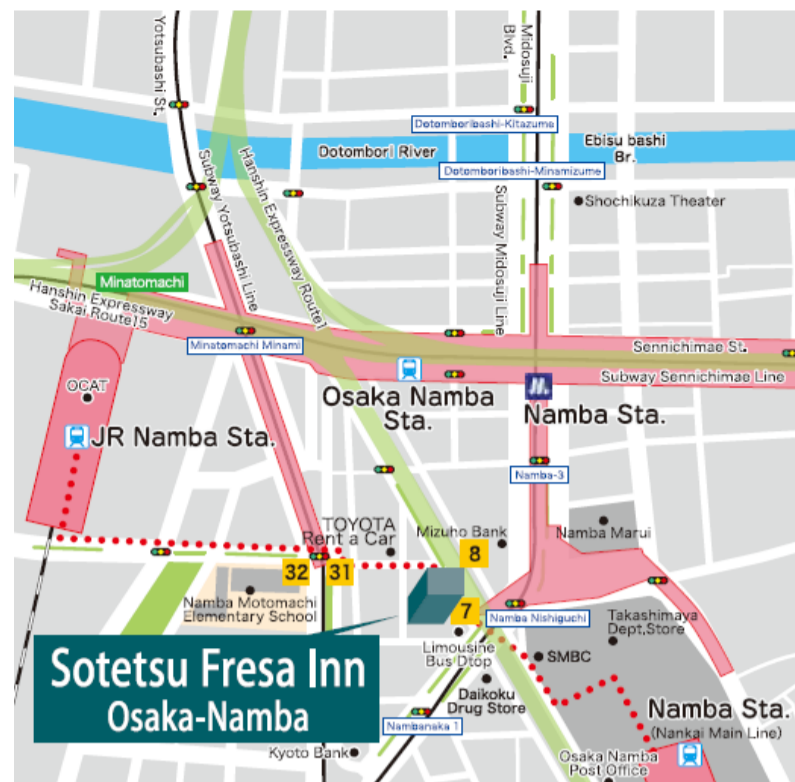 Yotsubashi St.
Midosuji
Blvd.
Dotomboribashi-Kitazume
Dotombori River
Ebisu bashi
Br.
Dotomboribashi-Minamizume
Subway Yotsubashi Line
Hanshin Expressway Route1
Subway Midosuji Line
Shochikuza Theater
Minatomachi
Hanshin Expressway
Sakai Route15
Minatomachi Minami
Sennichimae St.
Subway Sennichimae Line
OCAT
Osaka Namba
Sta.
M.
Namba Sta.
JR Namba Sta.
Namba-3
TOYOTA
Rent a Car
Mizuho Bank
Namba Marui
32
31
8
Namba Motomachi
Elementary School
7
Namba Nishiguchi
Takashimaya
Dept,Store
Limousine
Bus Dtop
SMBC
Sotetsu Fresa Inn
Osaka-Namba
Daikoku
Drug Store
Nambanaka 1
Namba Sta.
(Nankai Main Line)
Kyoto Bank
Osaka Namba
Post Office